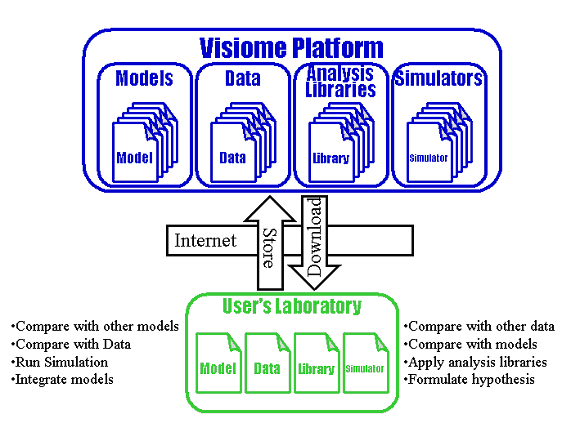 Visiome Platform
Models
Data
Analysis
Libraries
Simulators
Model
Data
Library
Simulator
Internet
Store
Download
User's Laboratory
Model
Data
Library
Simulator
•Compare with other models
•Compare with Data
•Run Simulation
•Integrate models
•Compare with other data
•Compare with models
•Apply analysis libraries
•Formulate hypothesis